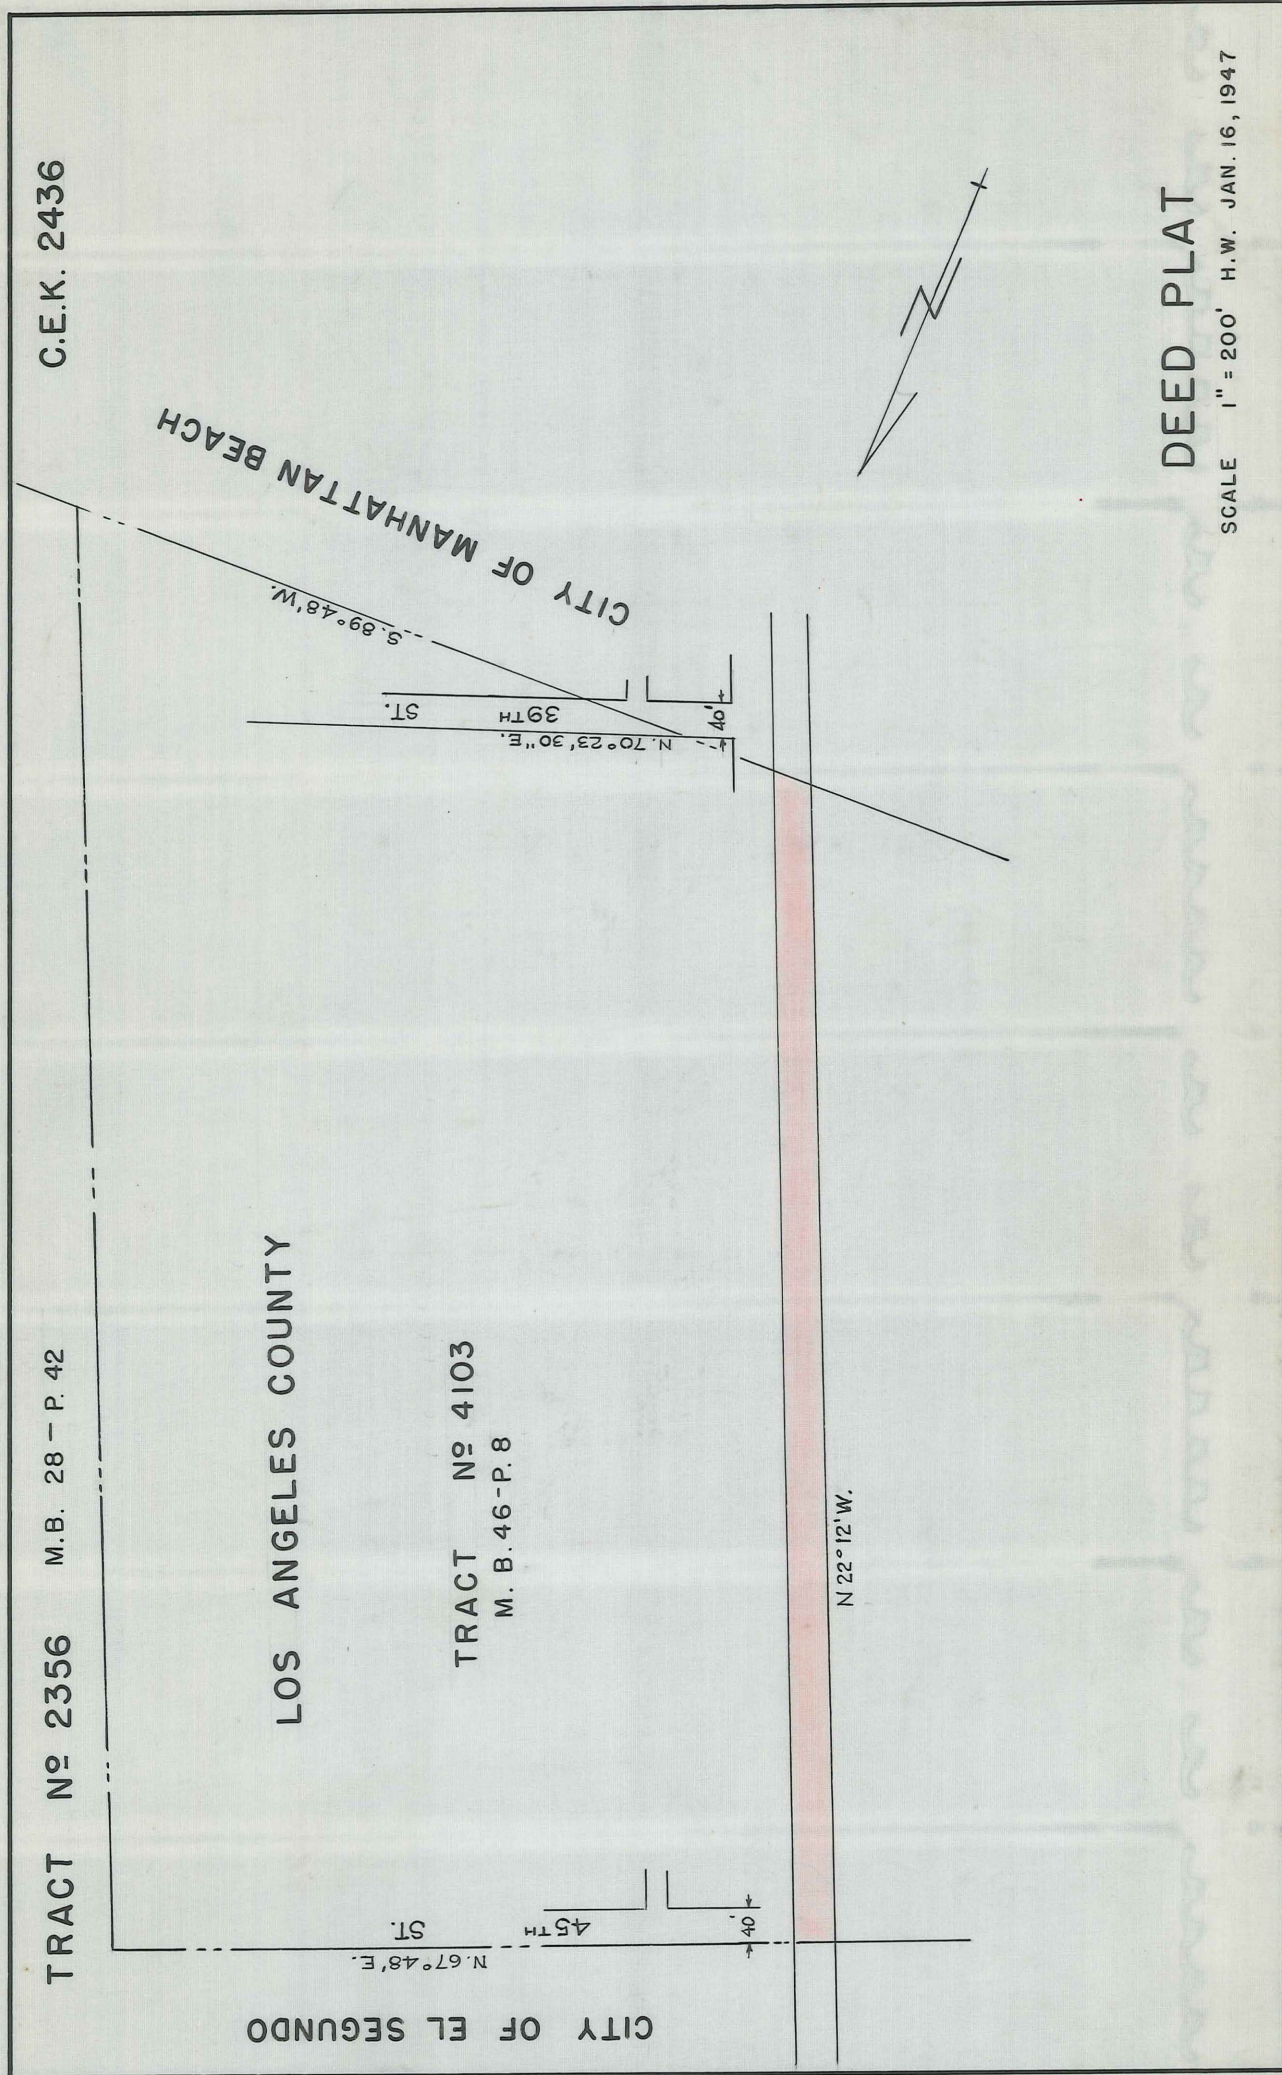 TRACT Nº 2356 M.B. 28 – P. 42
C.E.K. 2436
LOS ANGELES COUNTY
TRACT Nº 4103
M. B. 46-P. 8
CITY OF EL SEGUNDO
N. 67°48'E.
45TH ST.
40'
CITY OF MANHATTAN BEACH
S. 89°48'W.
39TH ST.
N. 70°23'30"E.
40'
N 22°12'W.
DEED PLAT
SCALE 1" = 200' H.W. JAN. 16, 1947